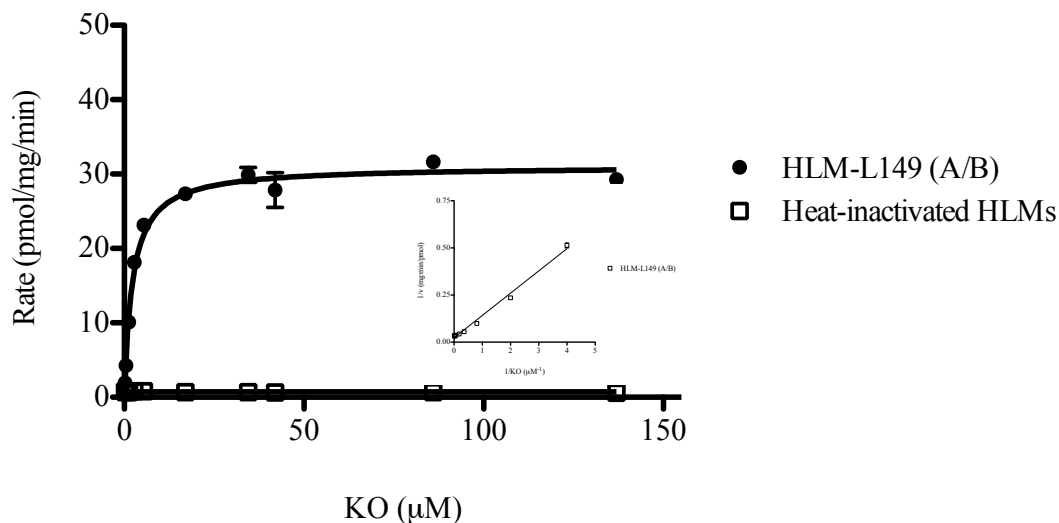 50
40
30
20
10
0
0
50
100
150
Rate (pmol/mg/min)
KO (μM)
HLM-L149 (A/B)
Heat-inactivated HLMs
0.75
0.50
0.25
0.00
0
1
2
3
4
5
1/v (mg/min/pmol)
1/KO (μM⁻¹)
HLM-L149 (A/B)